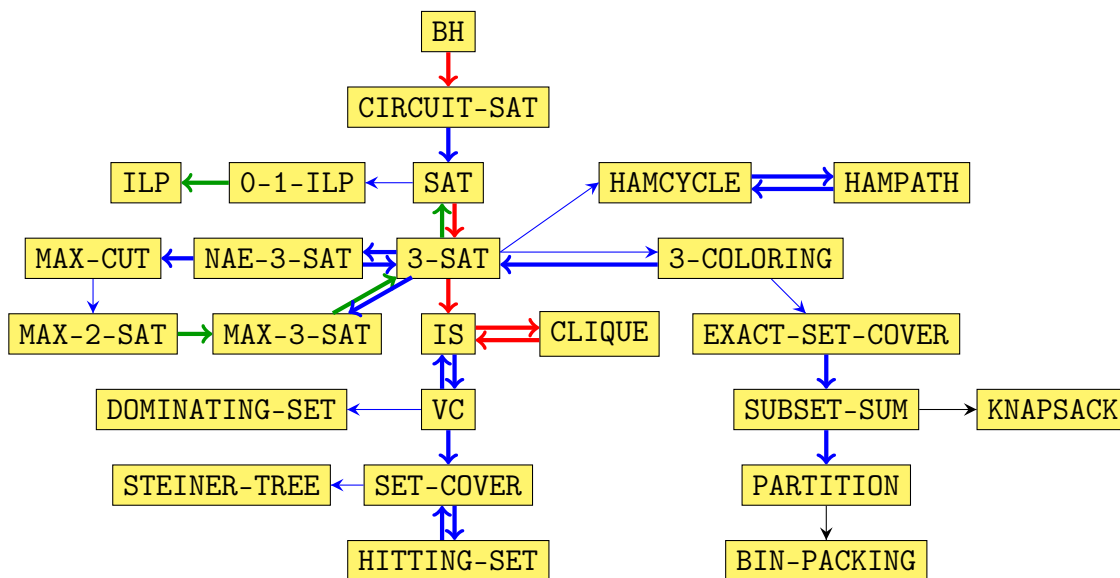 BH
CIRCUIT-SAT
ILP 0-1-ILP SAT HAMCYCLE HAMPATH
MAX-CUT NAE-3-SAT 3-SAT 3-COLORING
MAX-2-SAT MAX-3-SAT IS CLIQUE EXACT-SET-COVER
DOMINATING-SET VC SUBSET-SUM KNAPSACK
STEINER-TREE SET-COVER PARTITION
HITTING-SET BIN-PACKING